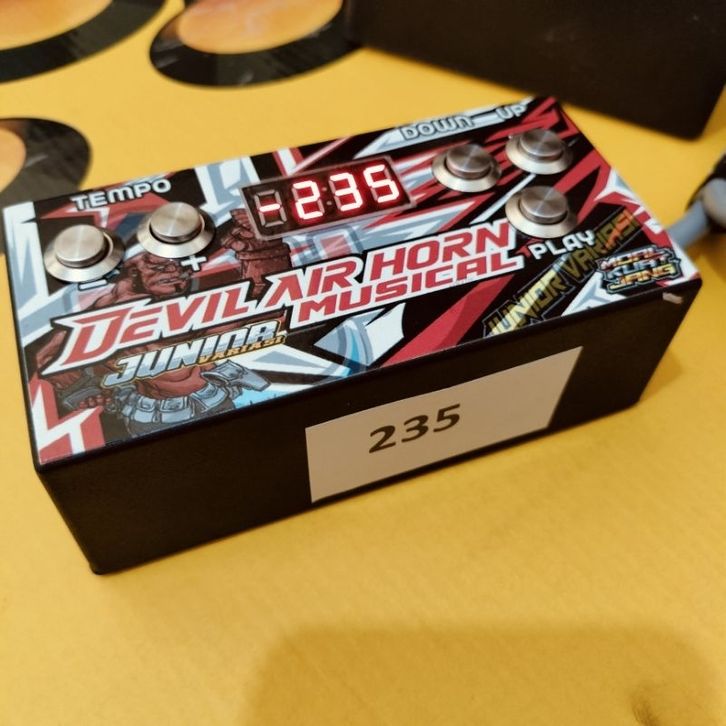 DOWN UP
TEMPO
-235
- +
PLAY
DEVIL AIR HORN
MUSICAL
JUNIOR
VARIASI
JUNIOR VARIASI
235